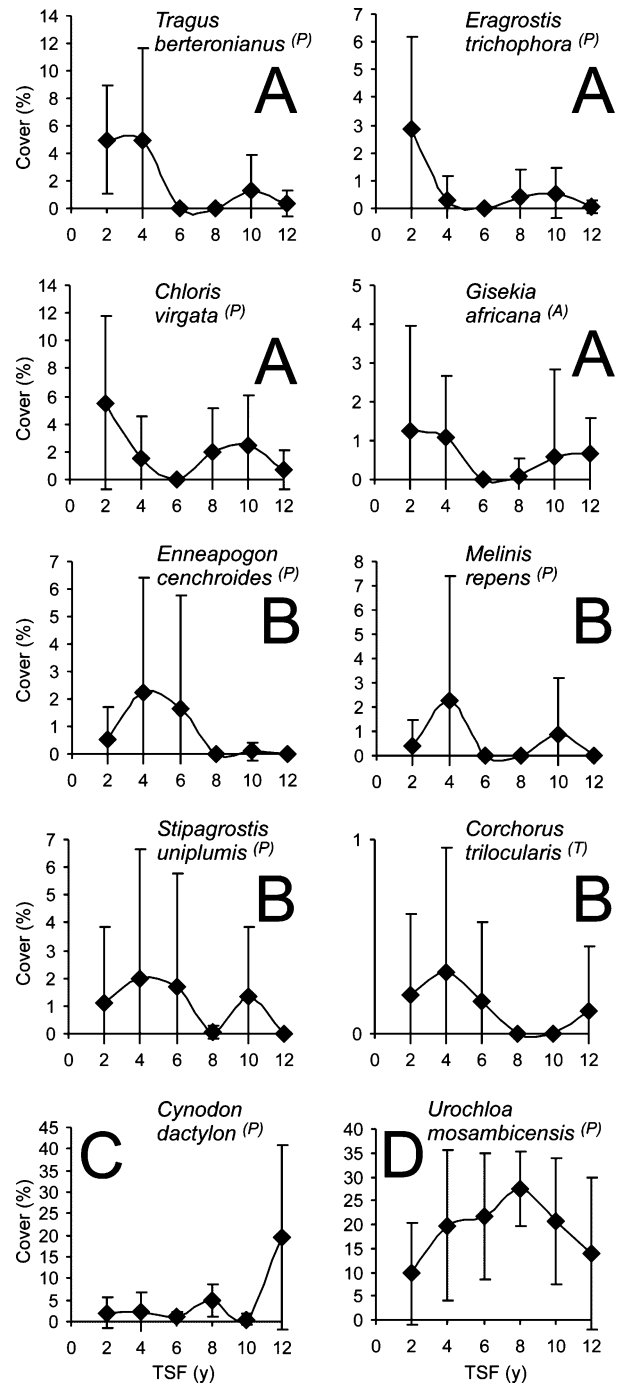 Tragus
berteronianus (P)
A
Cover (%)
14
12
10
8
6
4
2
0
0 2 4 6 8 10 12
Eragrostis
trichophora (P)
A
7
6
5
4
3
2
1
0
0 2 4 6 8 10 12
Chloris
virgata (P)
A
Cover (%)
14
12
10
8
6
4
2
0
0 2 4 6 8 10 12
Gisekia
africana (A)
A
5
4
3
2
1
0
0 2 4 6 8 10 12
Enneapogon
cenchroides (P)
B
Cover (%)
7
6
5
4
3
2
1
0
0 2 4 6 8 10 12
Melinis
repens (P)
B
8
7
6
5
4
3
2
1
0
0 2 4 6 8 10 12
Stipagrostis
uniplumis (P)
B
Cover (%)
7
6
5
4
3
2
1
0
0 2 4 6 8 10 12
Corchorus
trilocularis (T)
B
1
0
0 2 4 6 8 10 12
Cynodon
dactylon (P)
C
Cover (%)
45
40
35
30
25
20
15
10
5
0
0 2 4 6 8 10 12
TSF (y)
Urochloa
mosambicensis (P)
D
40
35
30
25
20
15
10
5
0
0 2 4 6 8 10 12
TSF (y)